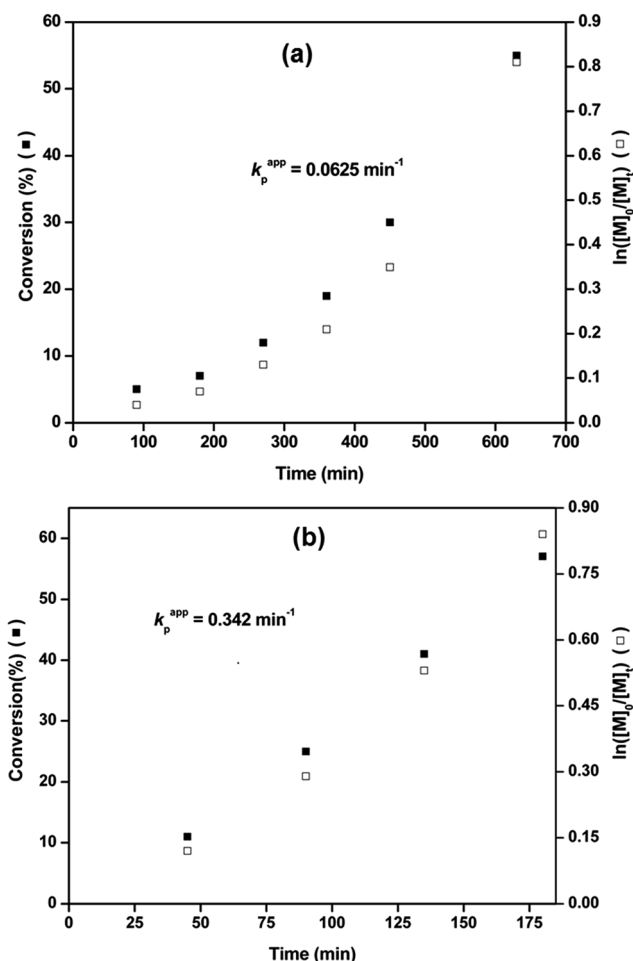 (a)
60
50
40
30
20
10
0
Conversion (%) (■)
k_p^app = 0.0625 min^-1
0.9
0.8
0.7
0.6
0.5
0.4
0.3
0.2
0.1
0.0
ln([M]_0/[M]_t) (□)
0 100 200 300 400 500 600 700
Time (min)
(b)
60
50
40
30
20
10
0
Conversion(%) (■)
k_p^app = 0.342 min^-1
0.90
0.75
0.60
0.45
0.30
0.15
0.00
ln([M]_0/[M]_t) (□)
0 25 50 75 100 125 150 175
Time (min)